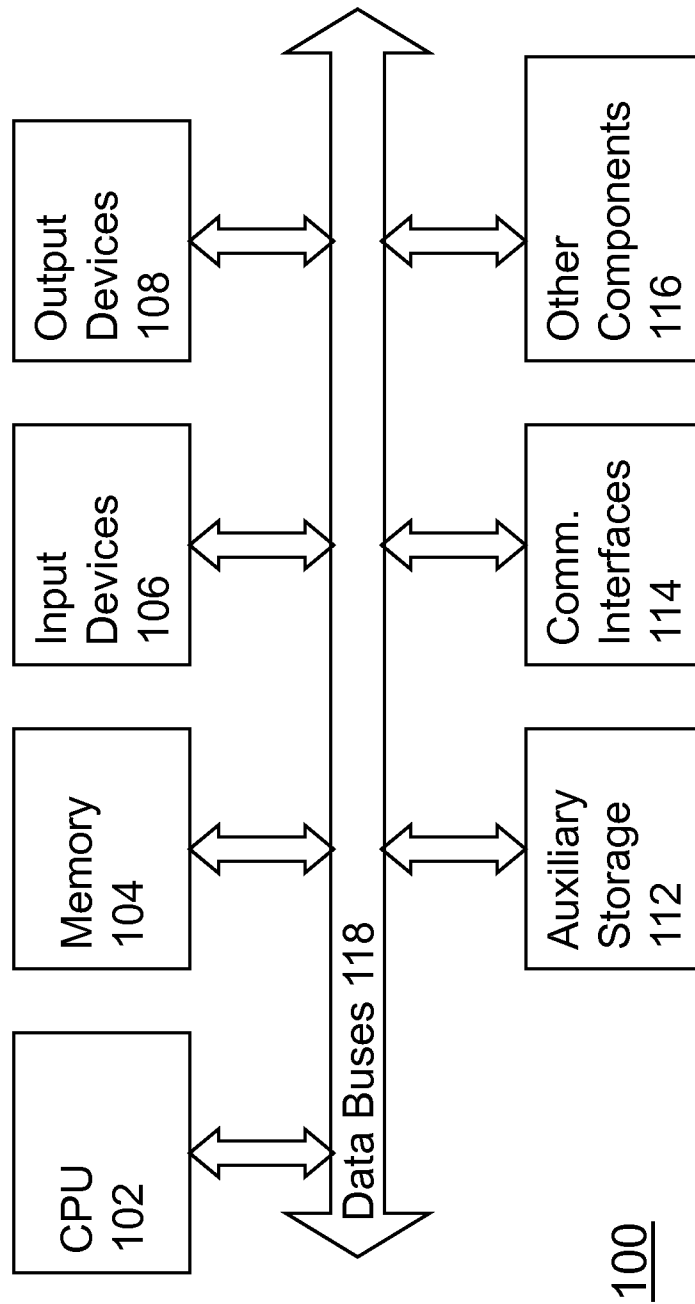 CPU
102
Memory
104
Input
Devices
106
Output
Devices
108
Data Buses 118
Auxiliary
Storage
112
Comm.
Interfaces
114
Other
Components
116
100